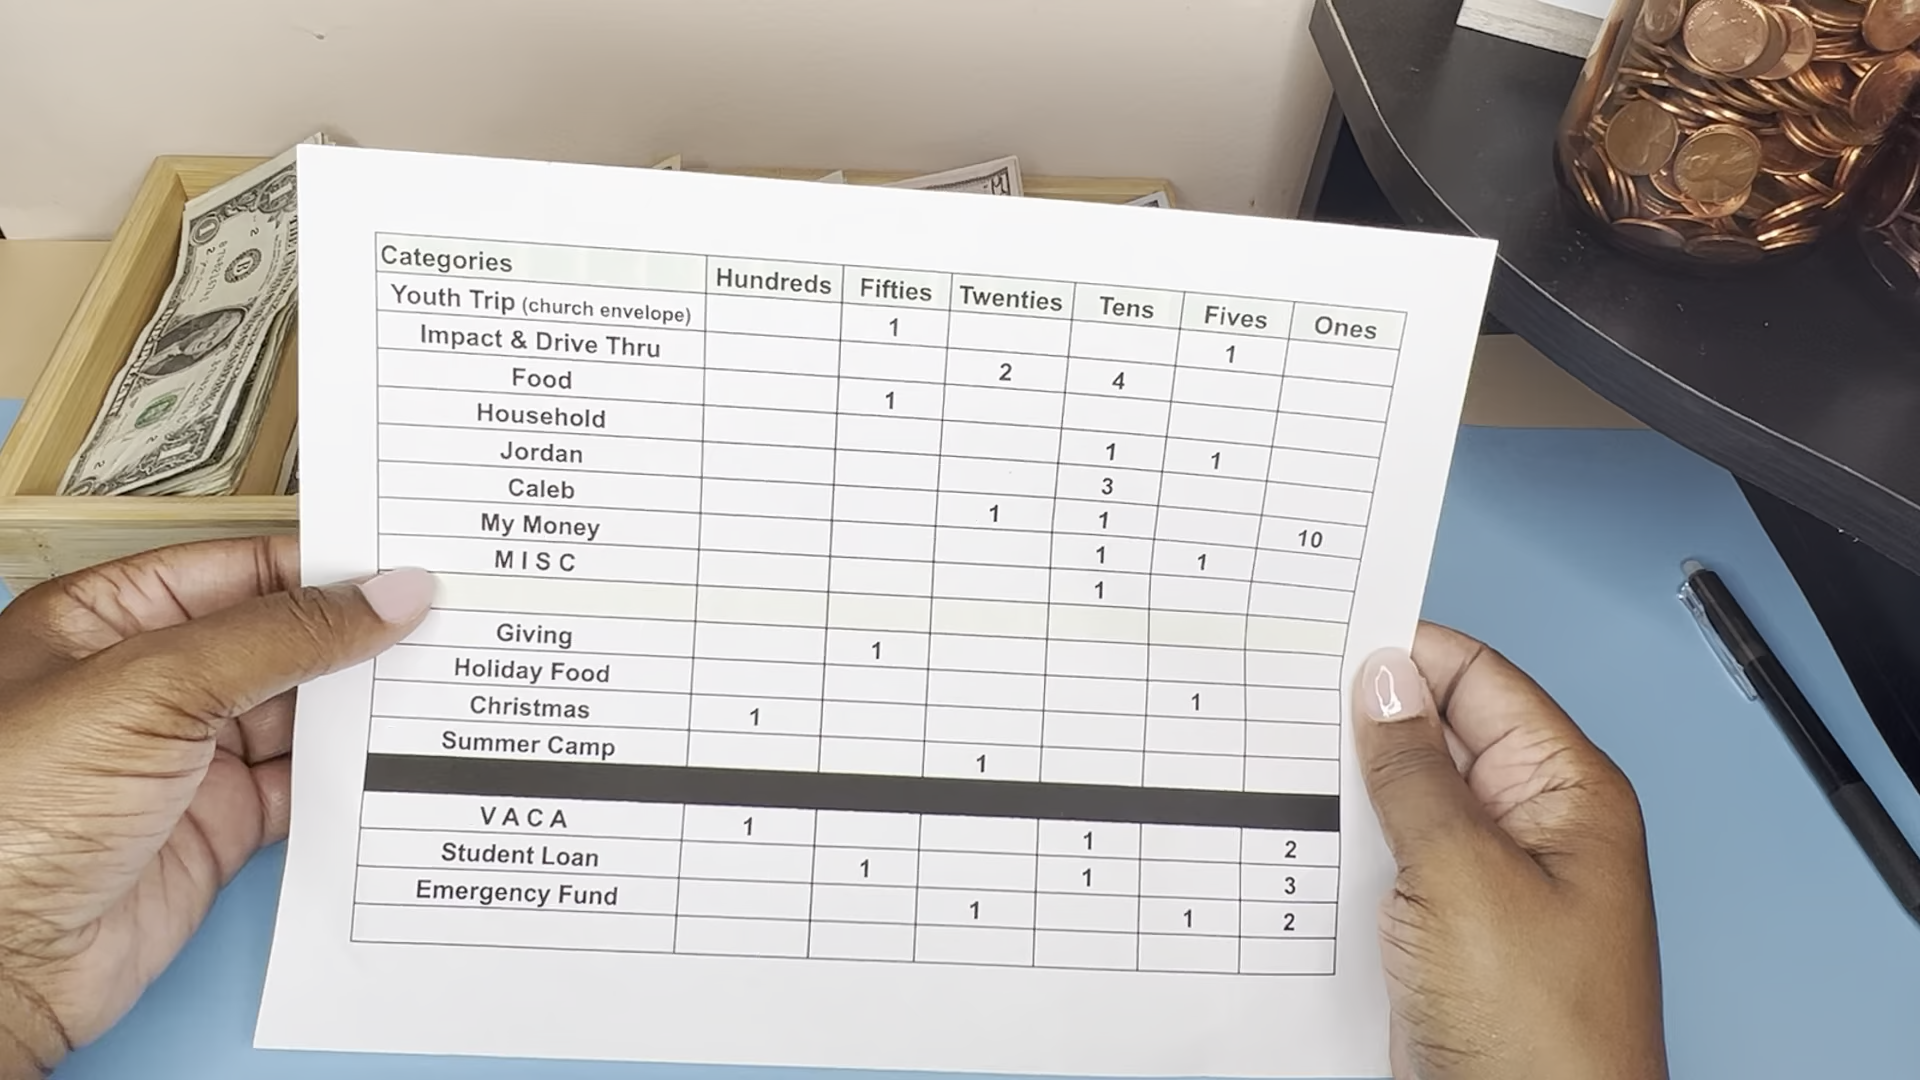 Categories Hundreds Fifties Twenties Tens Fives Ones
Youth Trip (church envelope) 1 1
Impact & Drive Thru 2 4
Food 1
Household 1 1
Jordan 3
Caleb 1 1 10
My Money 1 1
M I S C 1
Giving 1
Holiday Food 1
Christmas 1
Summer Camp 1
V A C A 1 1 2
Student Loan 1 1 3
Emergency Fund 1 1 2